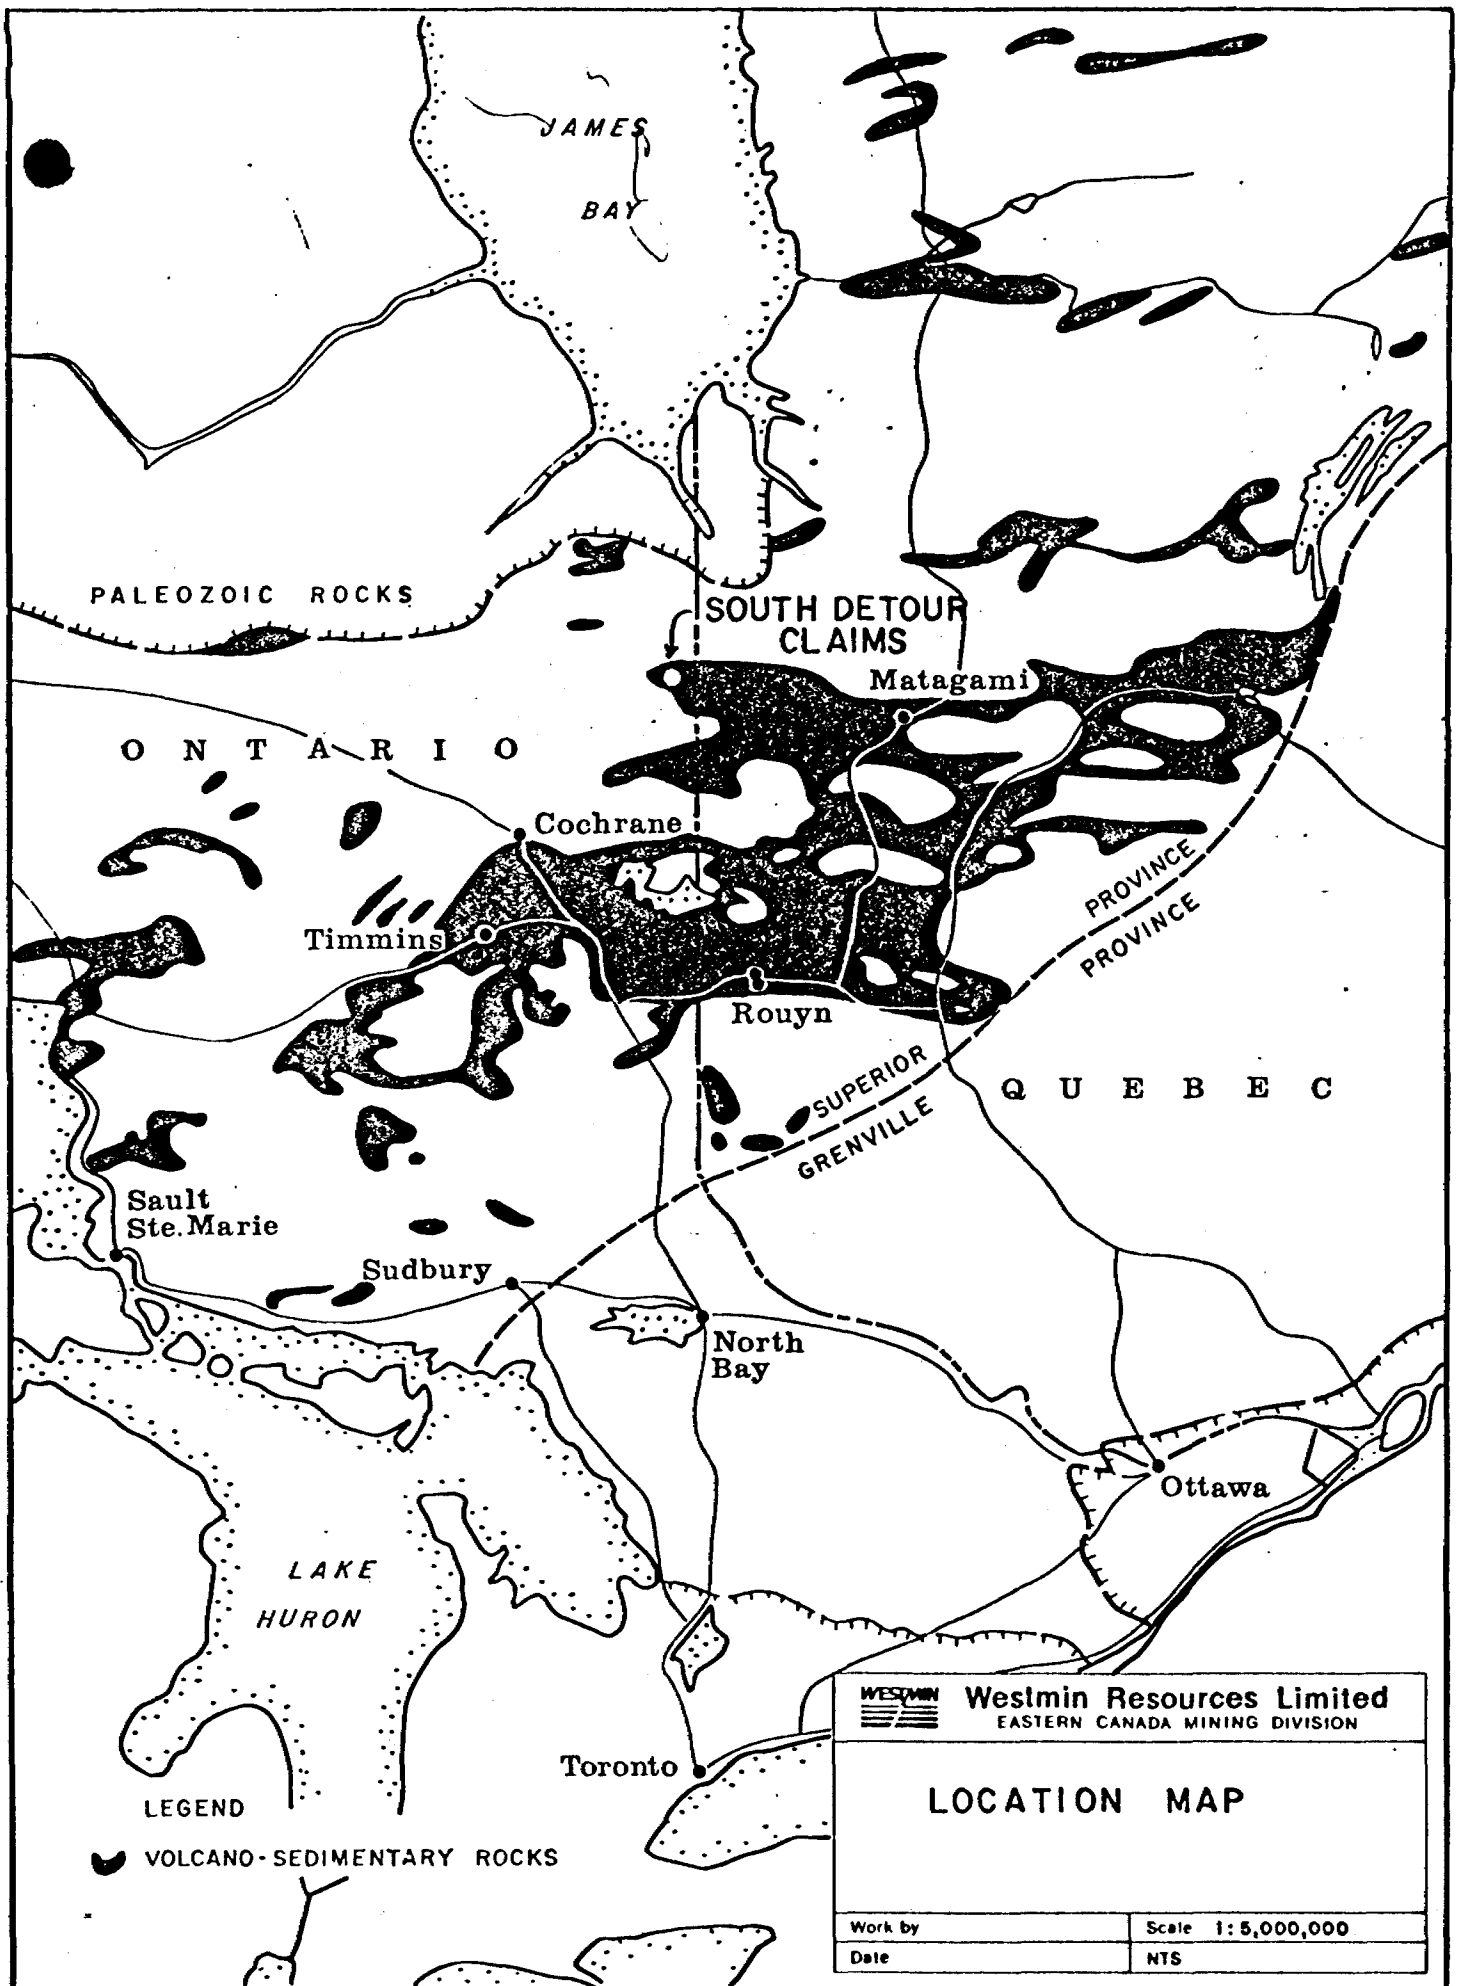 JAMES
BAY
PALEOZOIC ROCKS
SOUTH DETOUR
CLAIMS
Matagami
ONTARIO
Cochrane
Timmins
Rouyn
PROVINCE
PROVINCE
SUPERIOR
GRENVILLE
QUEBEC
Sault
Ste. Marie
Sudbury
North
Bay
Ottawa
LAKE
HURON
Toronto
LEGEND
VOLCANO-SEDIMENTARY ROCKS
WESTMIN
Westmin Resources Limited
EASTERN CANADA MINING DIVISION
LOCATION MAP
Work by
Scale 1:5,000,000
Date
NTS